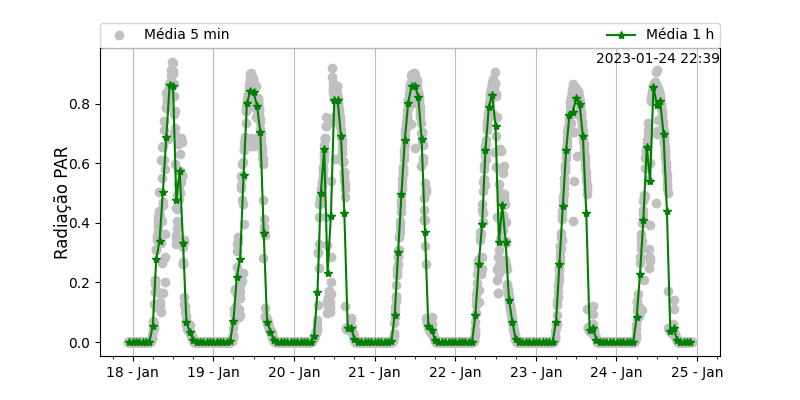 Média 5 min
Média 1 h
2023-01-24 22:39
Radiação PAR
0.8
0.6
0.4
0.2
0.0
18 - Jan
19 - Jan
20 - Jan
21 - Jan
22 - Jan
23 - Jan
24 - Jan
25 - Jan